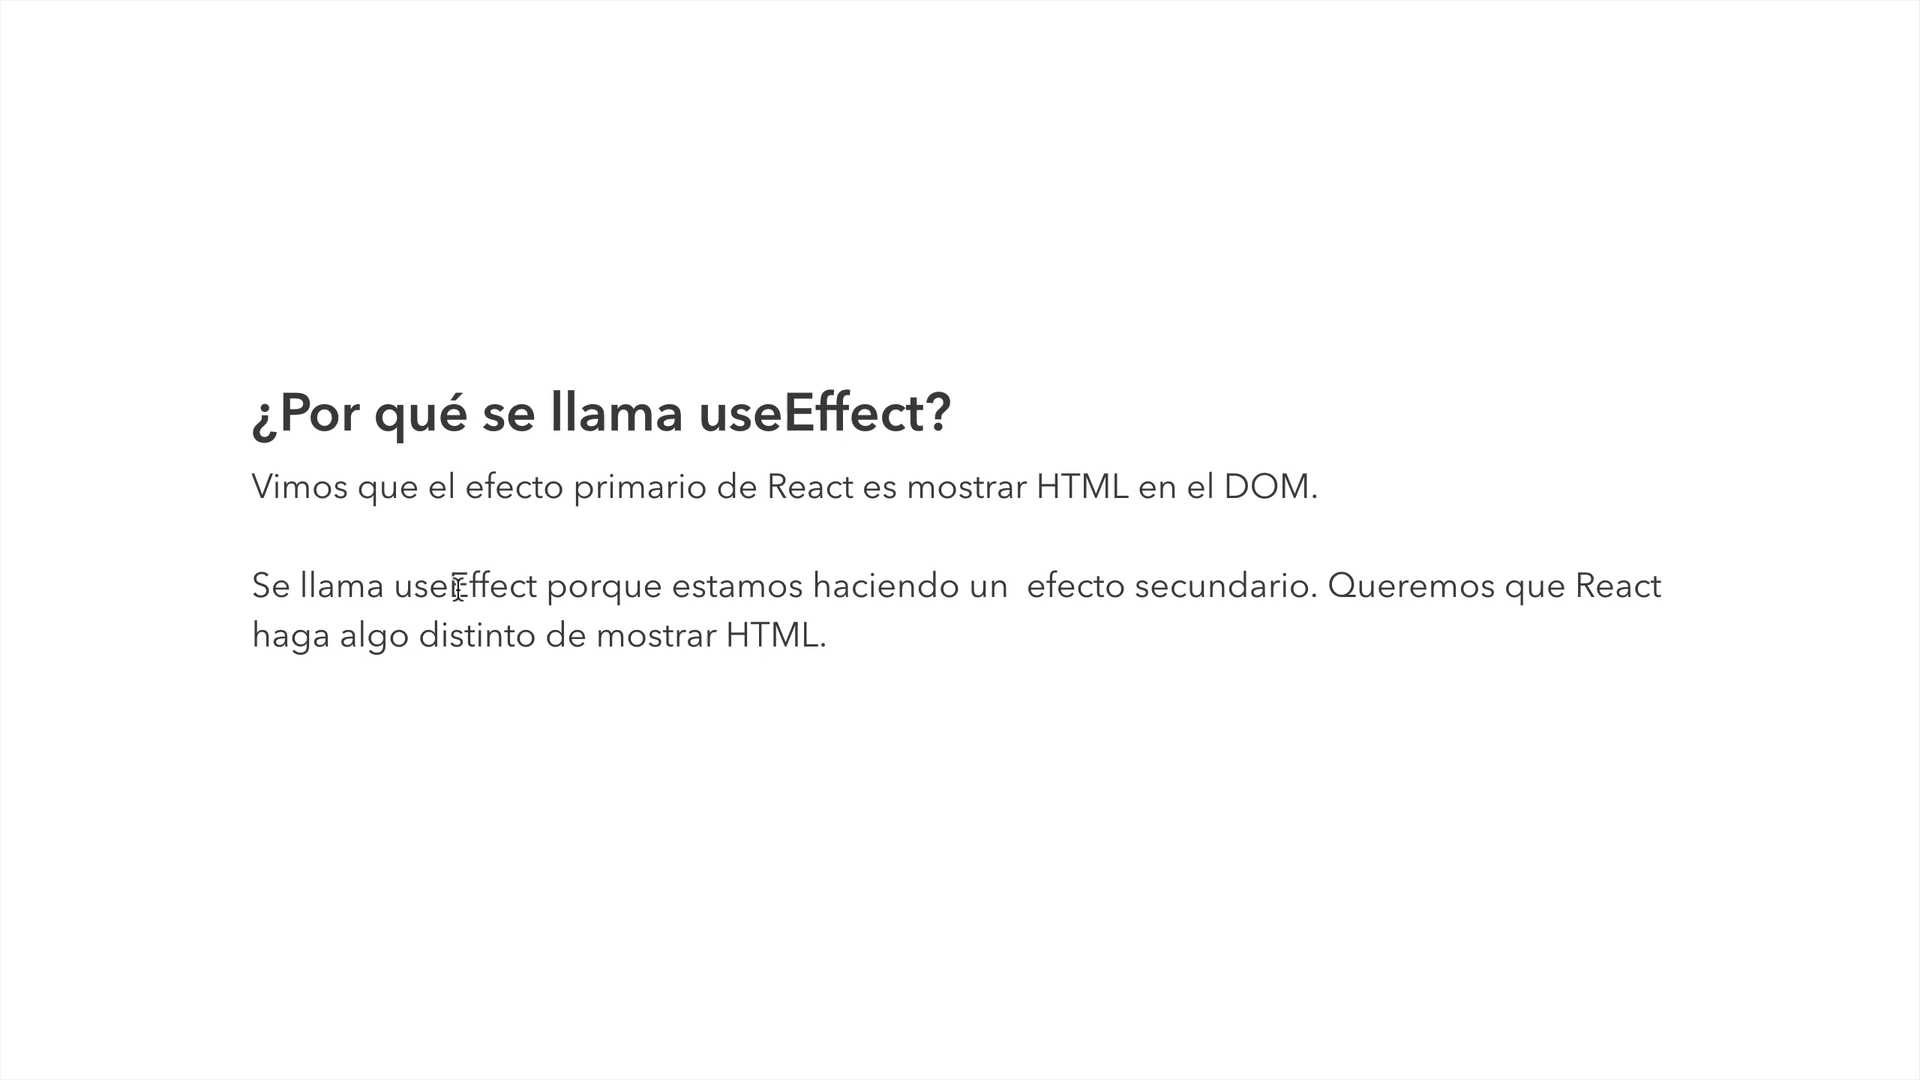 ¿Por qué se llama useEffect?
Vimos que el efecto primario de React es mostrar HTML en el DOM.
Se llama useEffect porque estamos haciendo un  efecto secundario. Queremos que React
haga algo distinto de mostrar HTML.